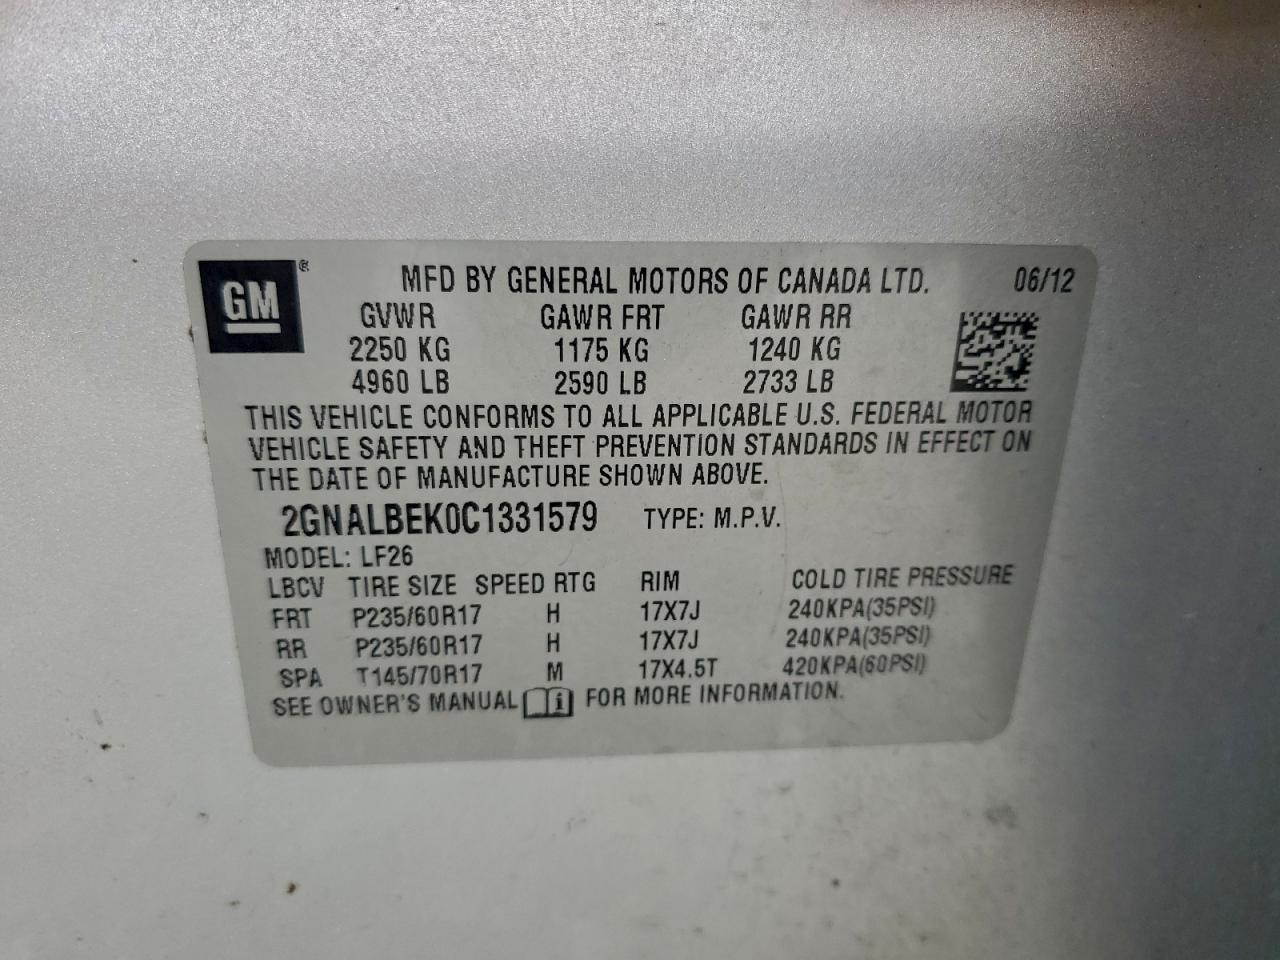 GM ® MFD BY GENERAL MOTORS OF CANADA LTD. 06/12
GVWR GAWR FRT GAWR RR
2250 KG 1175 KG 1240 KG
4960 LB 2590 LB 2733 LB
THIS VEHICLE CONFORMS TO ALL APPLICABLE U.S. FEDERAL MOTOR
VEHICLE SAFETY AND THEFT PREVENTION STANDARDS IN EFFECT ON
THE DATE OF MANUFACTURE SHOWN ABOVE.
2GNALBEK0C1331579 TYPE: M.P.V.
MODEL: LF26
LBCV TIRE SIZE SPEED RTG RIM COLD TIRE PRESSURE
FRT P235/60R17 H 17X7J 240KPA(35PSI)
RR P235/60R17 H 17X7J 240KPA(35PSI)
SPA T145/70R17 M 17X4.5T 420KPA(60PSI)
SEE OWNER'S MANUAL i FOR MORE INFORMATION.